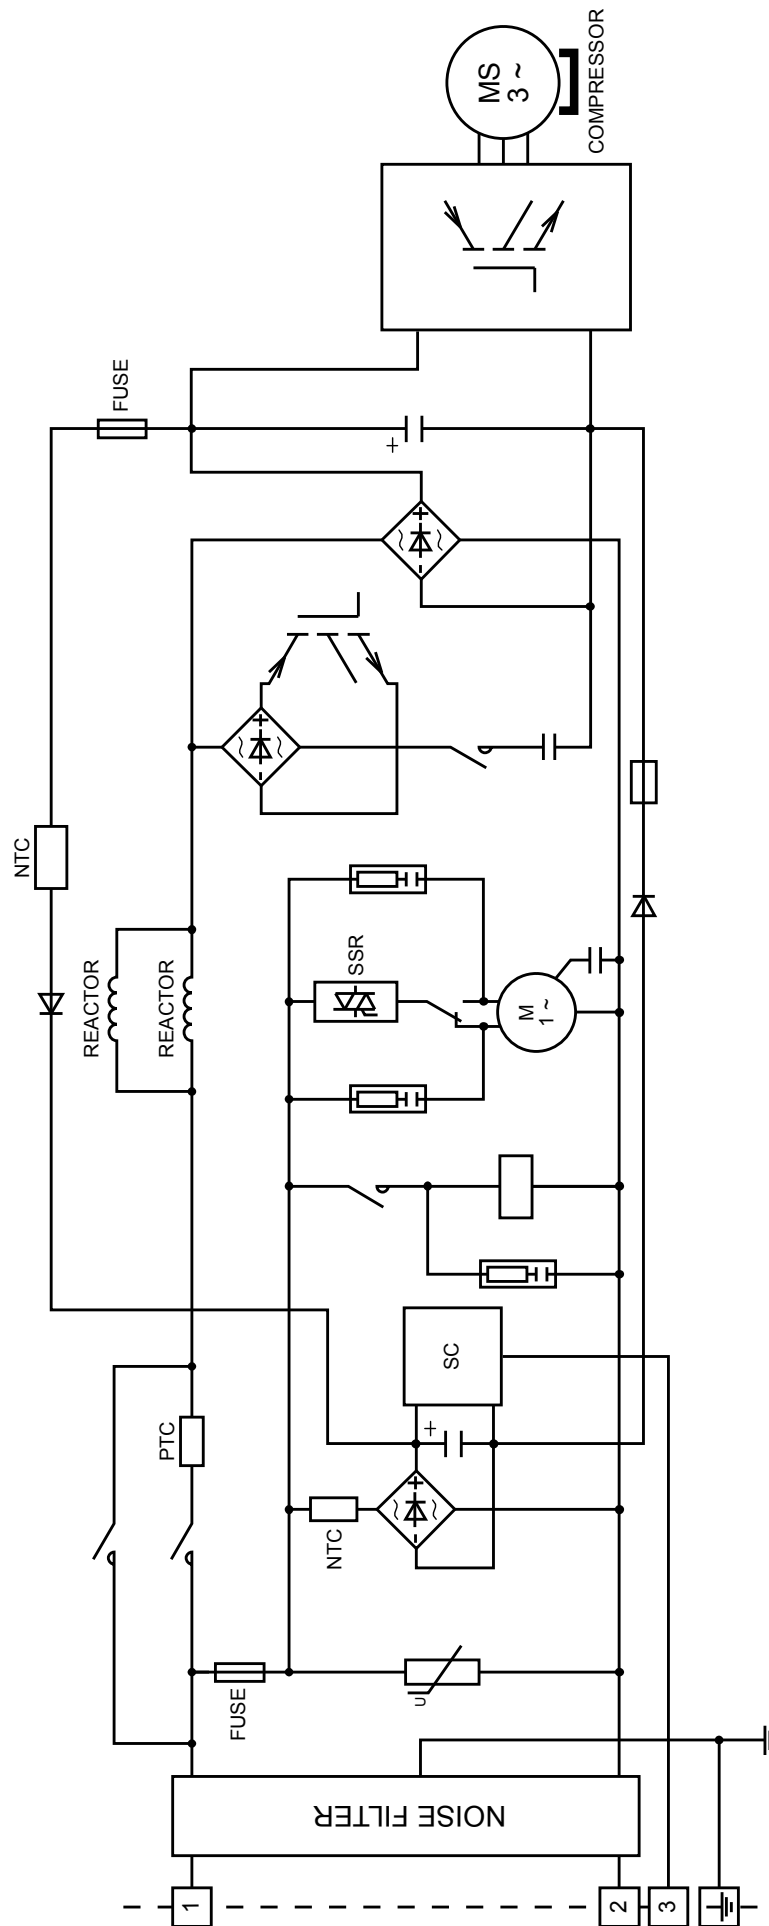 COMPRESSOR
MS
3 ~
FUSE
+
NTC
REACTOR
REACTOR
SSR
M
1 ~
SC
+
PTC
NTC
FUSE
U
NOISE FILTER
1
2
3